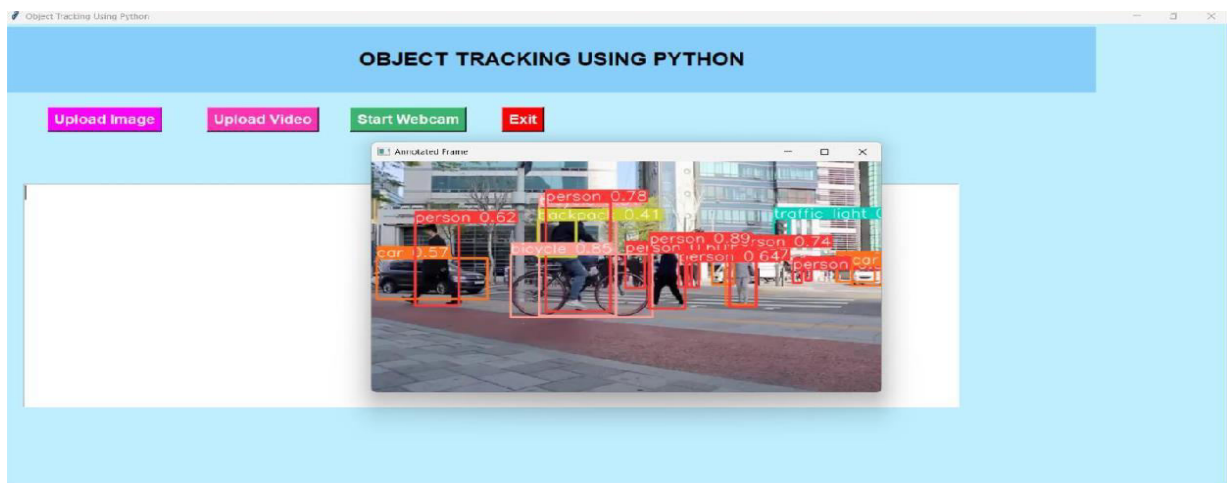 Object Tracking Using Python
OBJECT TRACKING USING PYTHON
Upload Image Upload Video Start Webcam Exit
Annotated Frame
person 0.78
person 0.62 backpack 0.41 traffic light
person 0.89 0.74
car 0.57 bicycle 0.85
person 0.64 person car